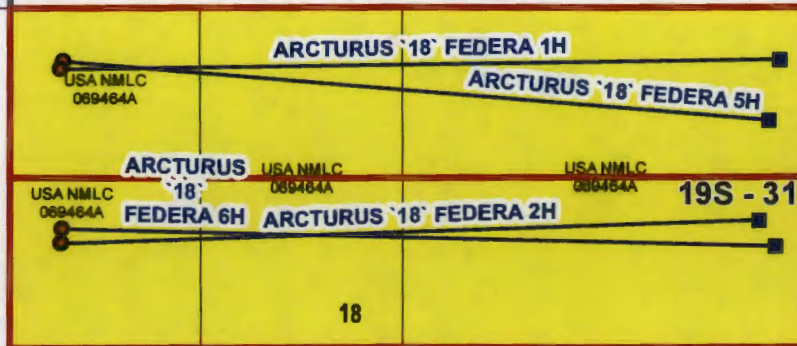 ARCTURUS `18` FEDERA 1H
USA NMLC
069464A
ARCTURUS `18` FEDERA 5H
ARCTURUS
`18`
FEDERA 6H
USA NMLC
069464A
USA NMLC
069464A
USA NMLC
069464A
19S - 31
ARCTURUS `18` FEDERA 2H
18